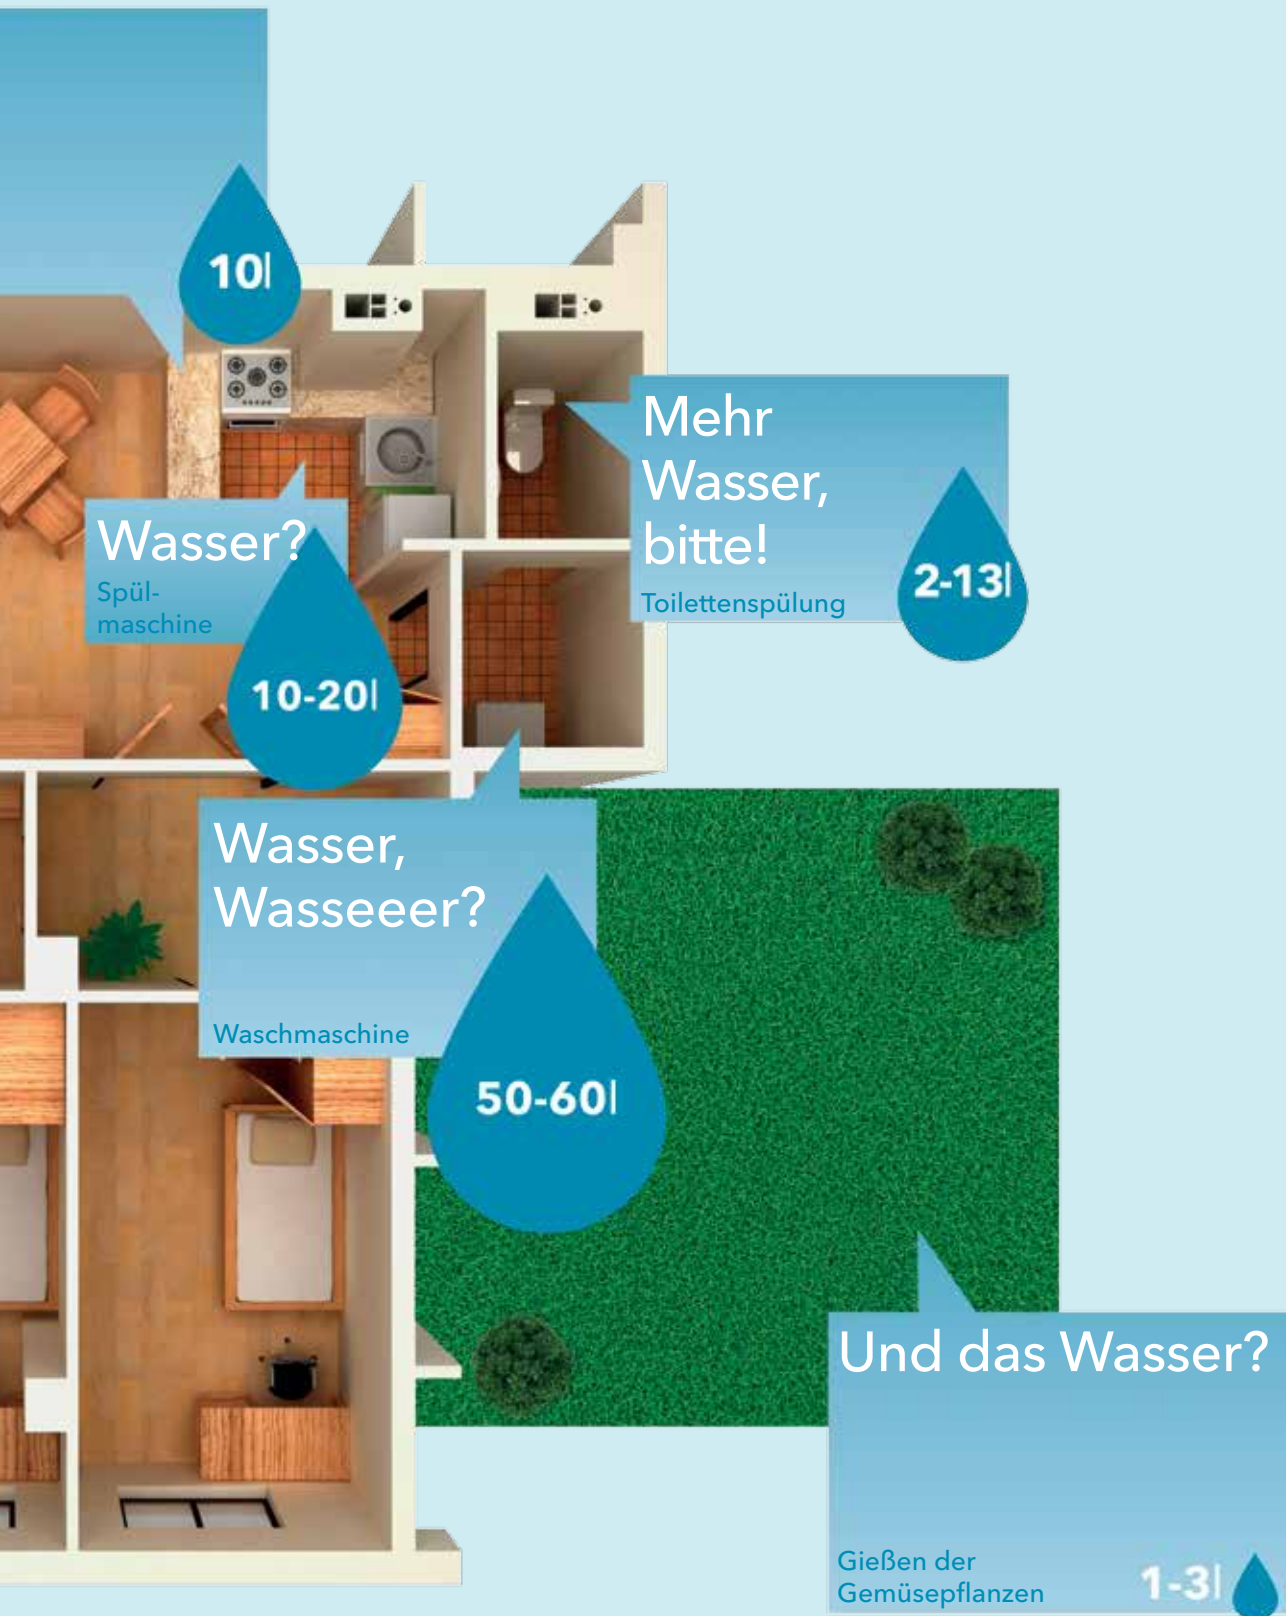 10l
Mehr
Wasser,
bitte!
Toilettenspülung
2-13l
Wasser?
Spül-
maschine
10-20l
Wasser,
Wasseeer?
Waschmaschine
50-60l
Und das Wasser?
Gießen der
Gemüsepflanzen
1-3l